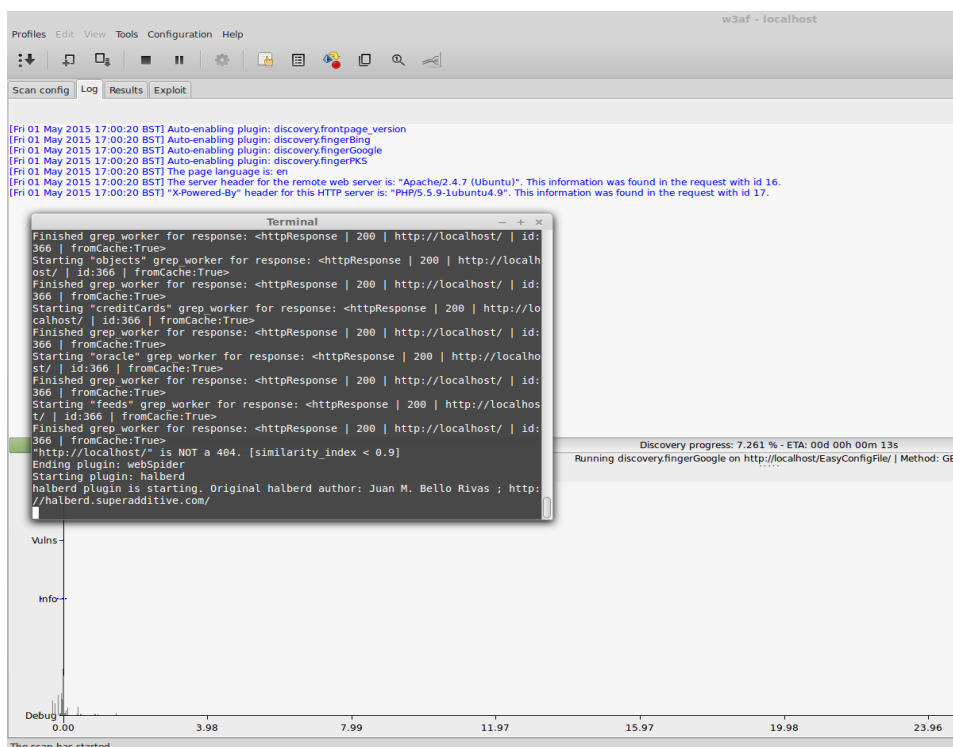 w3af - localhost
Profiles Edit View Tools Configuration Help
Scan config Log Results Exploit
[Fri 01 May 2015 17:00:20 BST] Auto-enabling plugin: discovery.frontpage_version
[Fri 01 May 2015 17:00:20 BST] Auto-enabling plugin: discovery.fingerBing
[Fri 01 May 2015 17:00:20 BST] Auto-enabling plugin: discovery.fingerGoogle
[Fri 01 May 2015 17:00:20 BST] Auto-enabling plugin: discovery.fingerPKS
[Fri 01 May 2015 17:00:20 BST] The page language is: en
[Fri 01 May 2015 17:00:20 BST] The server header for the remote web server is: "Apache/2.4.7 (Ubuntu)". This information was found in the request with id 16.
[Fri 01 May 2015 17:00:20 BST] "X-Powered-By" header for this HTTP server is: "PHP/5.5.9-1ubuntu4.9". This information was found in the request with id 17.
Terminal
Finished grep_worker for response: <httpResponse | 200 | http://localhost/ | id:
366 | fromCache:True>
Starting "objects" grep_worker for response: <httpResponse | 200 | http://localh
ost/ | id:366 | fromCache:True>
Finished grep_worker for response: <httpResponse | 200 | http://localhost/ | id:
366 | fromCache:True>
Starting "creditCards" grep_worker for response: <httpResponse | 200 | http://lo
calhost/ | id:366 | fromCache:True>
Finished grep_worker for response: <httpResponse | 200 | http://localhost/ | id:
366 | fromCache:True>
Starting "oracle" grep_worker for response: <httpResponse | 200 | http://localho
st/ | id:366 | fromCache:True>
Finished grep_worker for response: <httpResponse | 200 | http://localhost/ | id:
366 | fromCache:True>
Starting "feeds" grep_worker for response: <httpResponse | 200 | http://localhos
t/ | id:366 | fromCache:True>
Finished grep_worker for response: <httpResponse | 200 | http://localhost/ | id:
366 | fromCache:True>
"http://localhost/" is NOT a 404. [similarity_index < 0.9]
Ending plugin: webSpider
Starting plugin: halberd
halberd plugin is starting. Original halberd author: Juan M. Bello Rivas ; http:
//halberd.superadditive.com/
Discovery progress: 7.261 % - ETA: 00d 00h 00m 13s
Running discovery.fingerGoogle on http://localhost/EasyConfigFile/ | Method: GE
Vulns
Info
Debug
0.00 3.98 7.99 11.97 15.97 19.98 23.96
The scan has started